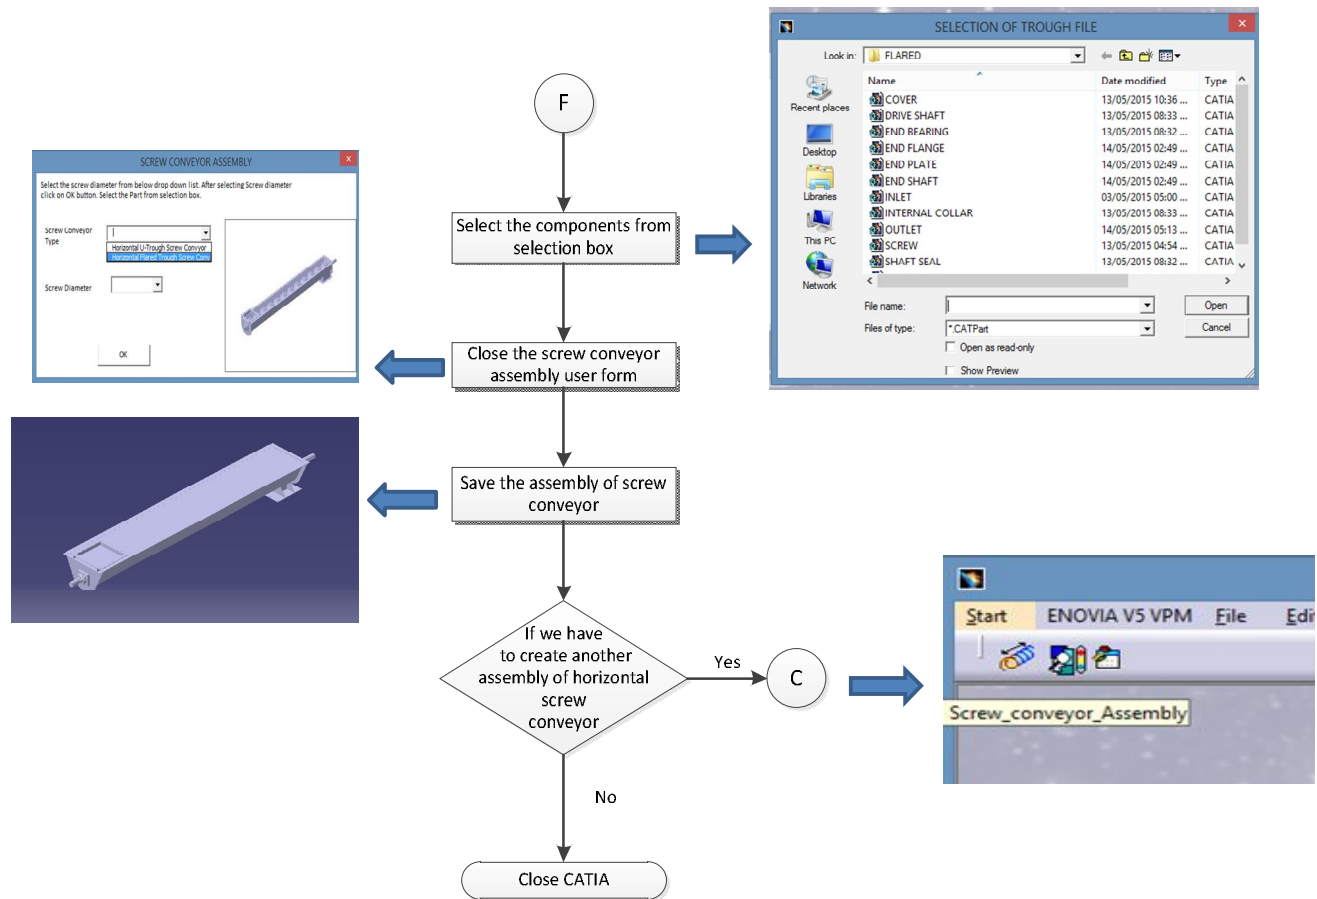 F
Select the components from
selection box
Close the screw conveyor
assembly user form
Save the assembly of screw
conveyor
If we have
to create another
assembly of horizontal
screw
conveyor
Yes
C
No
Close CATIA
SCREW CONVEYOR ASSEMBLY
x
Select the screw diameter from below drop down list. After selecting Screw diameter
click on OK button. Select the Part from selection box.
Screw Conveyor
Type
Horizontal U-Trough Screw Convyor
Horizontal Flared Trough Screw Conv
Screw Diameter
OK
SELECTION OF TROUGH FILE
×
Look in: FLARED
Name Date modified Type
COVER 13/05/2015 10:36 ... CATIA
DRIVE SHAFT 13/05/2015 08:33 ... CATIA
END BEARING 13/05/2015 08:32 ... CATIA
END FLANGE 14/05/2015 02:49 ... CATIA
END PLATE 14/05/2015 02:49 ... CATIA
END SHAFT 14/05/2015 02:49 ... CATIA
INLET 03/05/2015 05:00 ... CATIA
INTERNAL COLLAR 13/05/2015 08:33 ... CATIA
OUTLET 14/05/2015 05:13 ... CATIA
SCREW 13/05/2015 04:54 ... CATIA
SHAFT SEAL 13/05/2015 08:32 ... CATIA
Recent places
Desktop
Libraries
This PC
Network
File name: Open
Files of type: *.CATPart Cancel
Open as read-only
Show Preview
Start ENOVIA V5 VPM File Edi
Screw_conveyor_Assembly